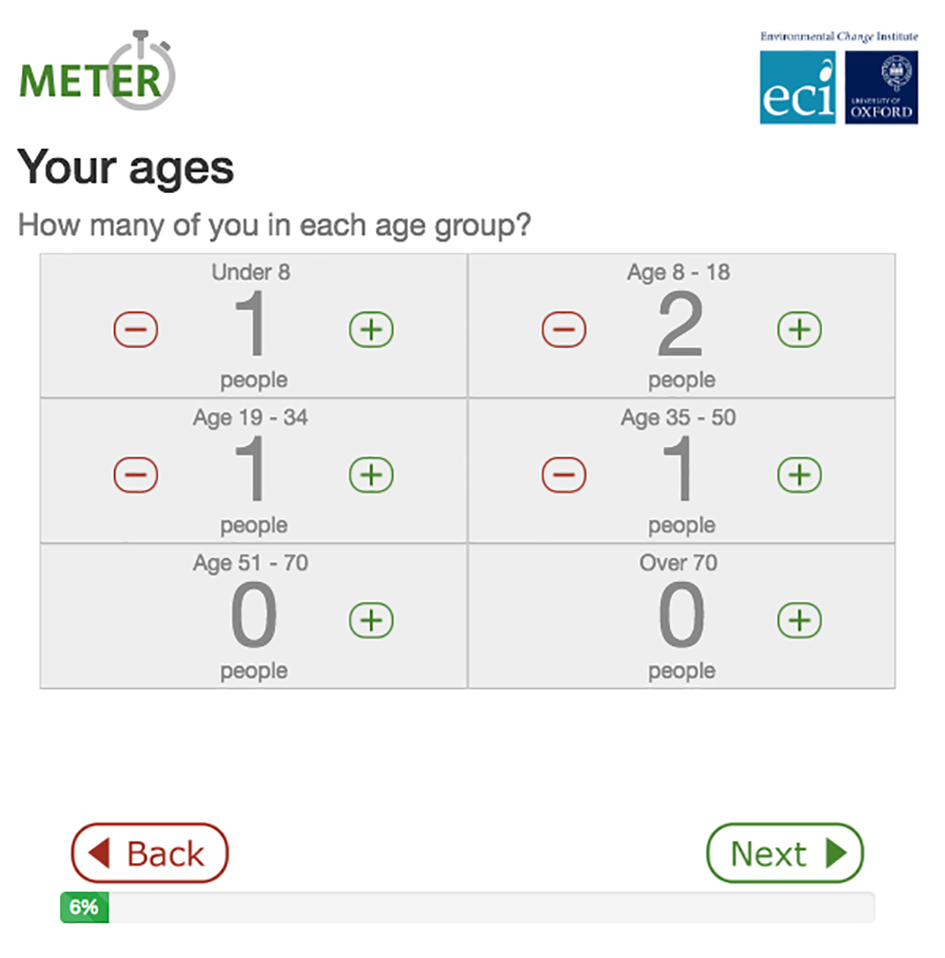 METER
Environmental Change Institute
eci
UNIVERSITY OF
OXFORD
Your ages
How many of you in each age group?
Under 8
1
people
Age 8 - 18
2
people
Age 19 - 34
1
people
Age 35 - 50
1
people
Age 51 - 70
0
people
Over 70
0
people
Back
Next
6%